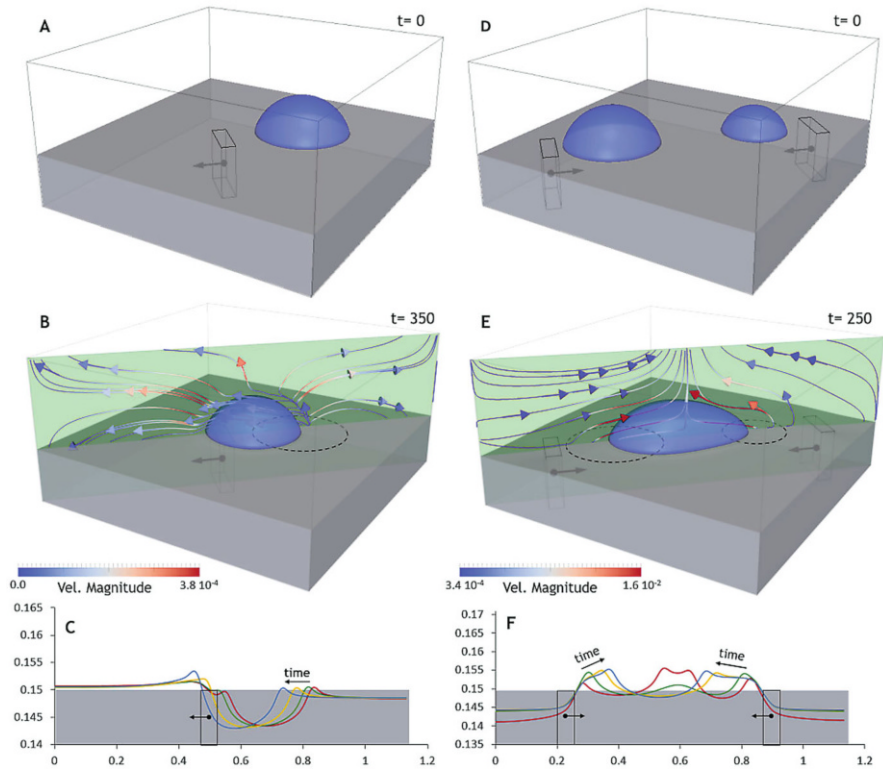 A t= 0
D t= 0
B t= 350
E t= 250
0.0 3.8 10⁻⁴
Vel. Magnitude
3.4 10⁻⁴ 1.6 10⁻²
Vel. Magnitude
C
0.165
0.16
0.155
0.15
0.145
0.14
time
0 0.2 0.4 0.6 0.8 1 1.2
F
0.17
0.165
0.16
0.155
0.15
0.145
0.14
0.135
time
time
0 0.2 0.4 0.6 0.8 1 1.2